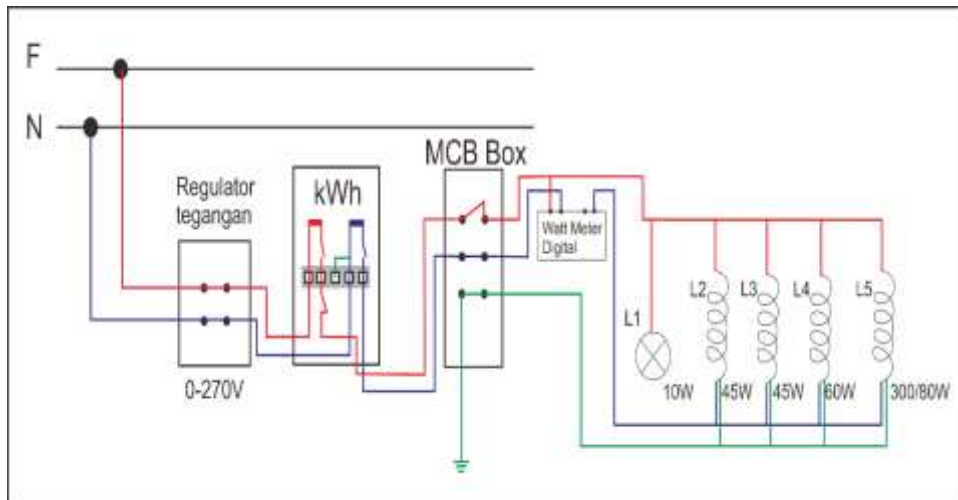 F
N
Regulator
tegangan
0-270V
kWh
MCB Box
Watt Meter
Digital
L1
L2
L3
L4
L5
10W
45W
45W
60W
300/80W